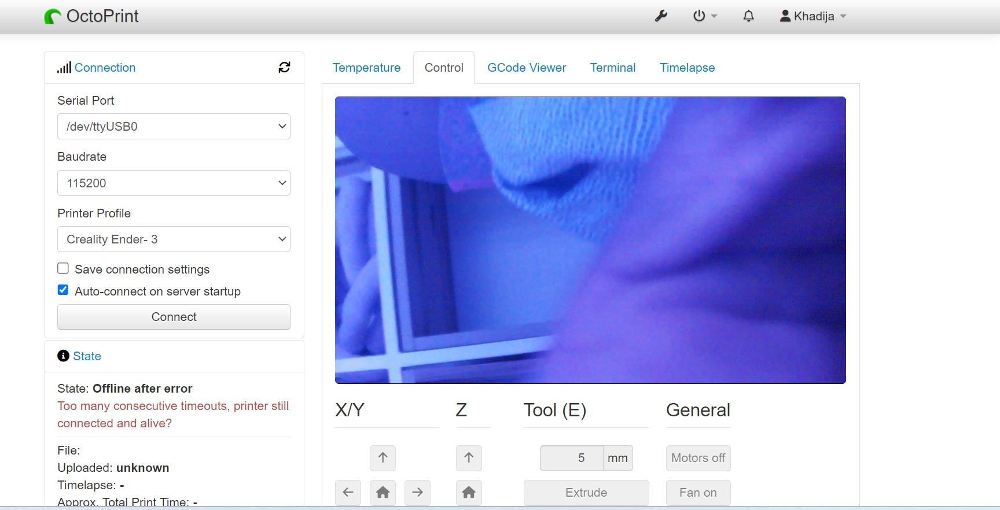 OctoPrint
Khadija
Connection
Serial Port
/dev/ttyUSB0
Baudrate
115200
Printer Profile
Creality Ender- 3
Save connection settings
Auto-connect on server startup
Connect
State
State: Offline after error
Too many consecutive timeouts, printer still
connected and alive?
File:
Uploaded: unknown
Timelapse: -
Approx. Total Print Time: -
Temperature
Control
GCode Viewer
Terminal
Timelapse
X/Y
Z
Tool (E)
General
5 mm
Motors off
Extrude
Fan on